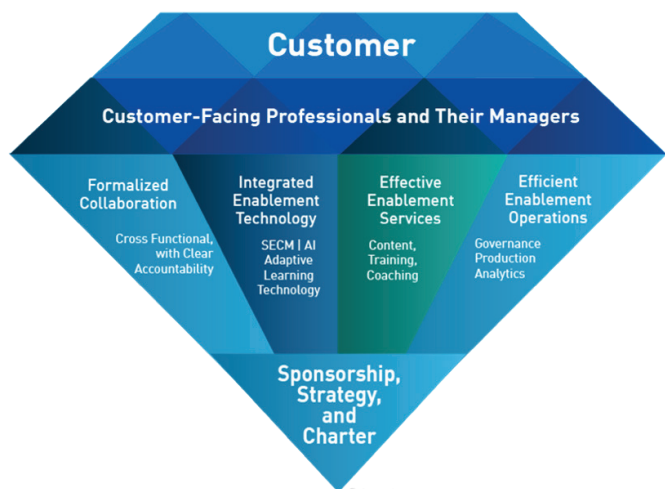 Customer
Customer-Facing Professionals and Their Managers
Formalized
Collaboration
Cross Functional,
with Clear
Accountability
Integrated
Enablement
Technology
SECM | AI
Adaptive
Learning
Technology
Effective
Enablement
Services
Content,
Training,
Coaching
Efficient
Enablement
Operations
Governance
Production
Analytics
Sponsorship,
Strategy,
and
Charter